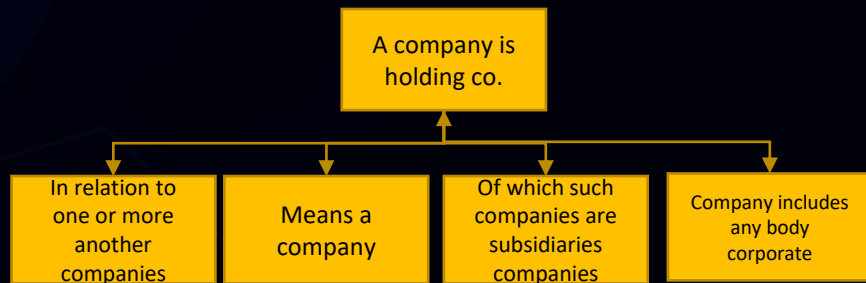 A company is
holding co.
In relation to
one or more
another
companies
Means a
company
Of which such
companies are
subsidiaries
companies
Company includes
any body
corporate